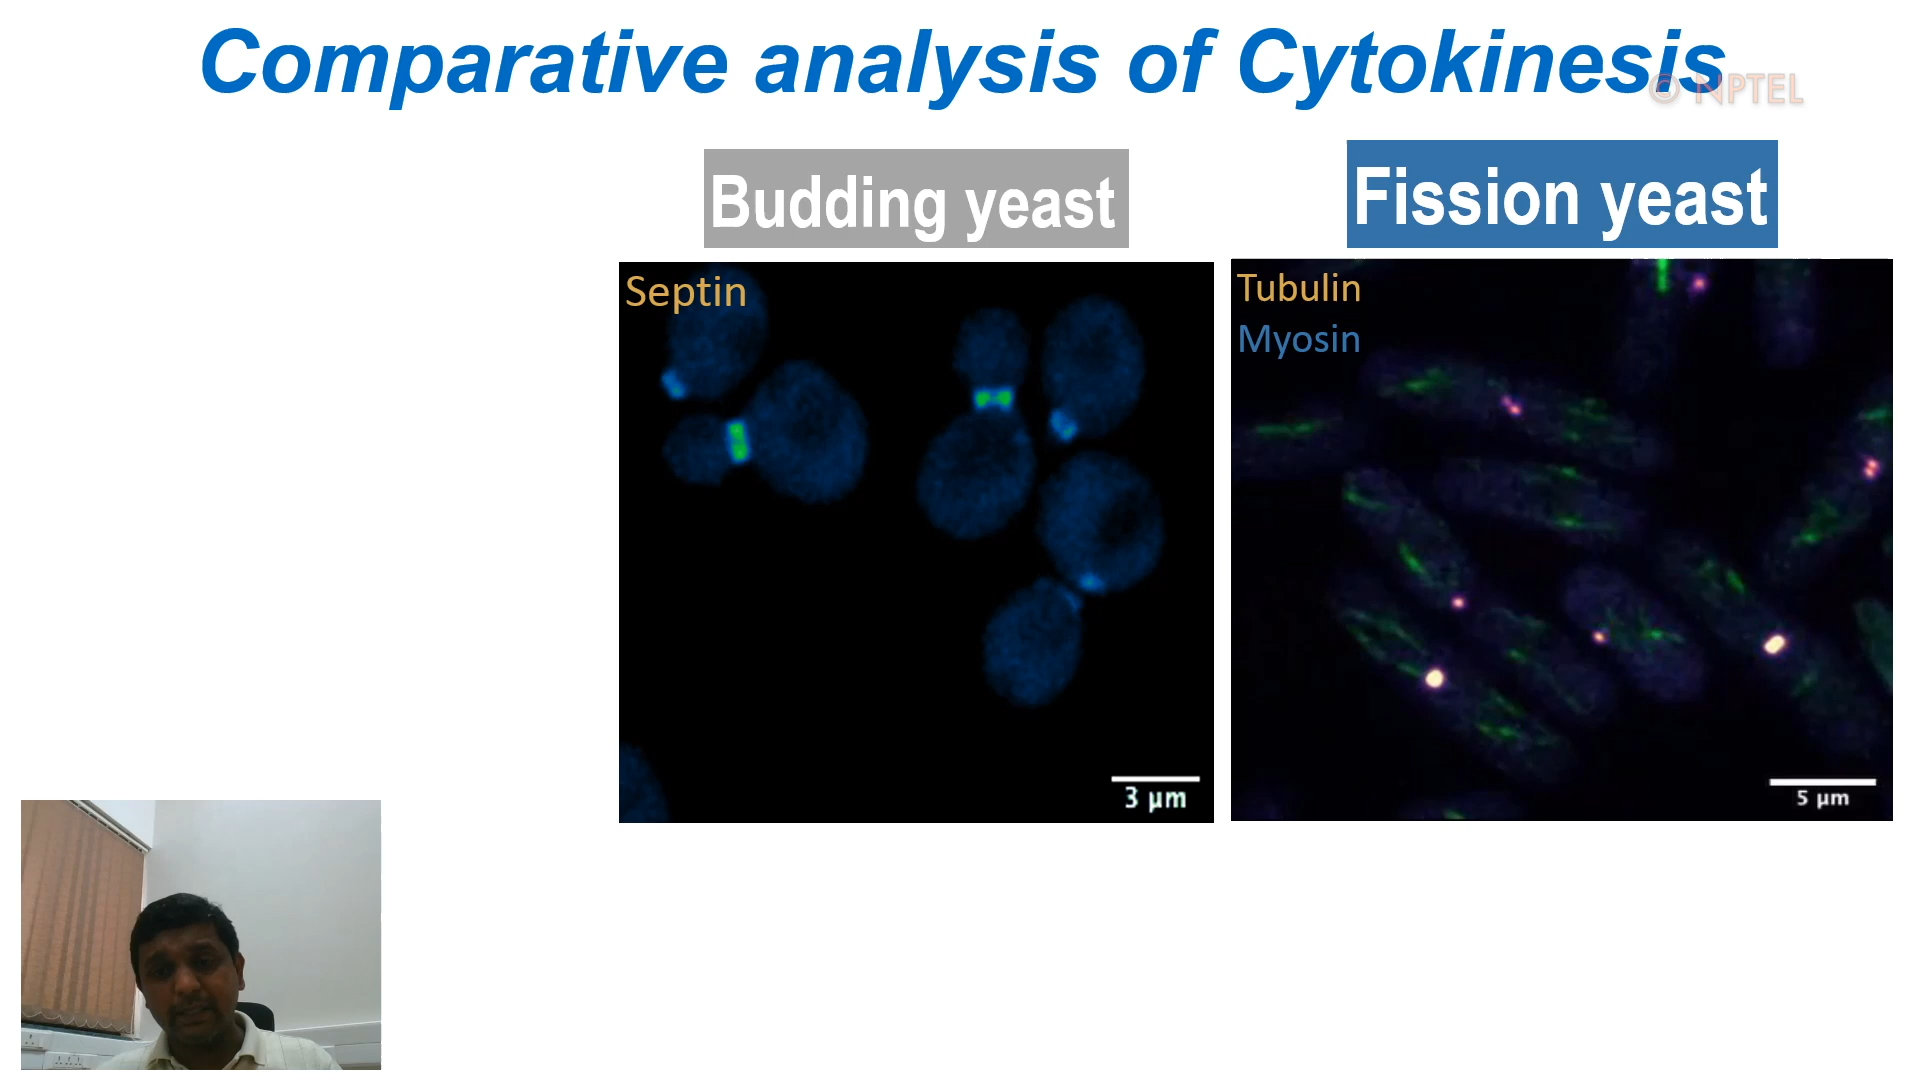 Comparative analysis of Cytokinesis
© NPTEL
Budding yeast
Fission yeast
Septin
Tubulin
Myosin
3 µm
5 µm